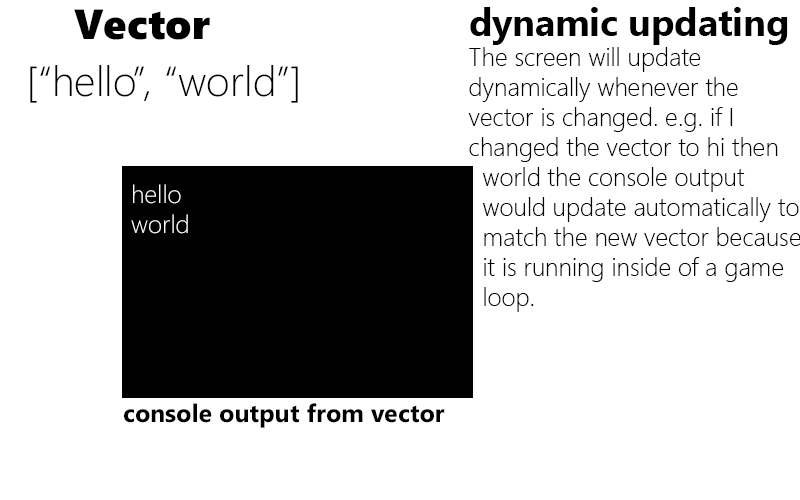 Vector
["hello", "world"]
dynamic updating
The screen will update
dynamically whenever the
vector is changed. e.g. if I
changed the vector to hi then
world the console output
would update automatically to
match the new vector because
it is running inside of a game
loop.
hello
world
console output from vector